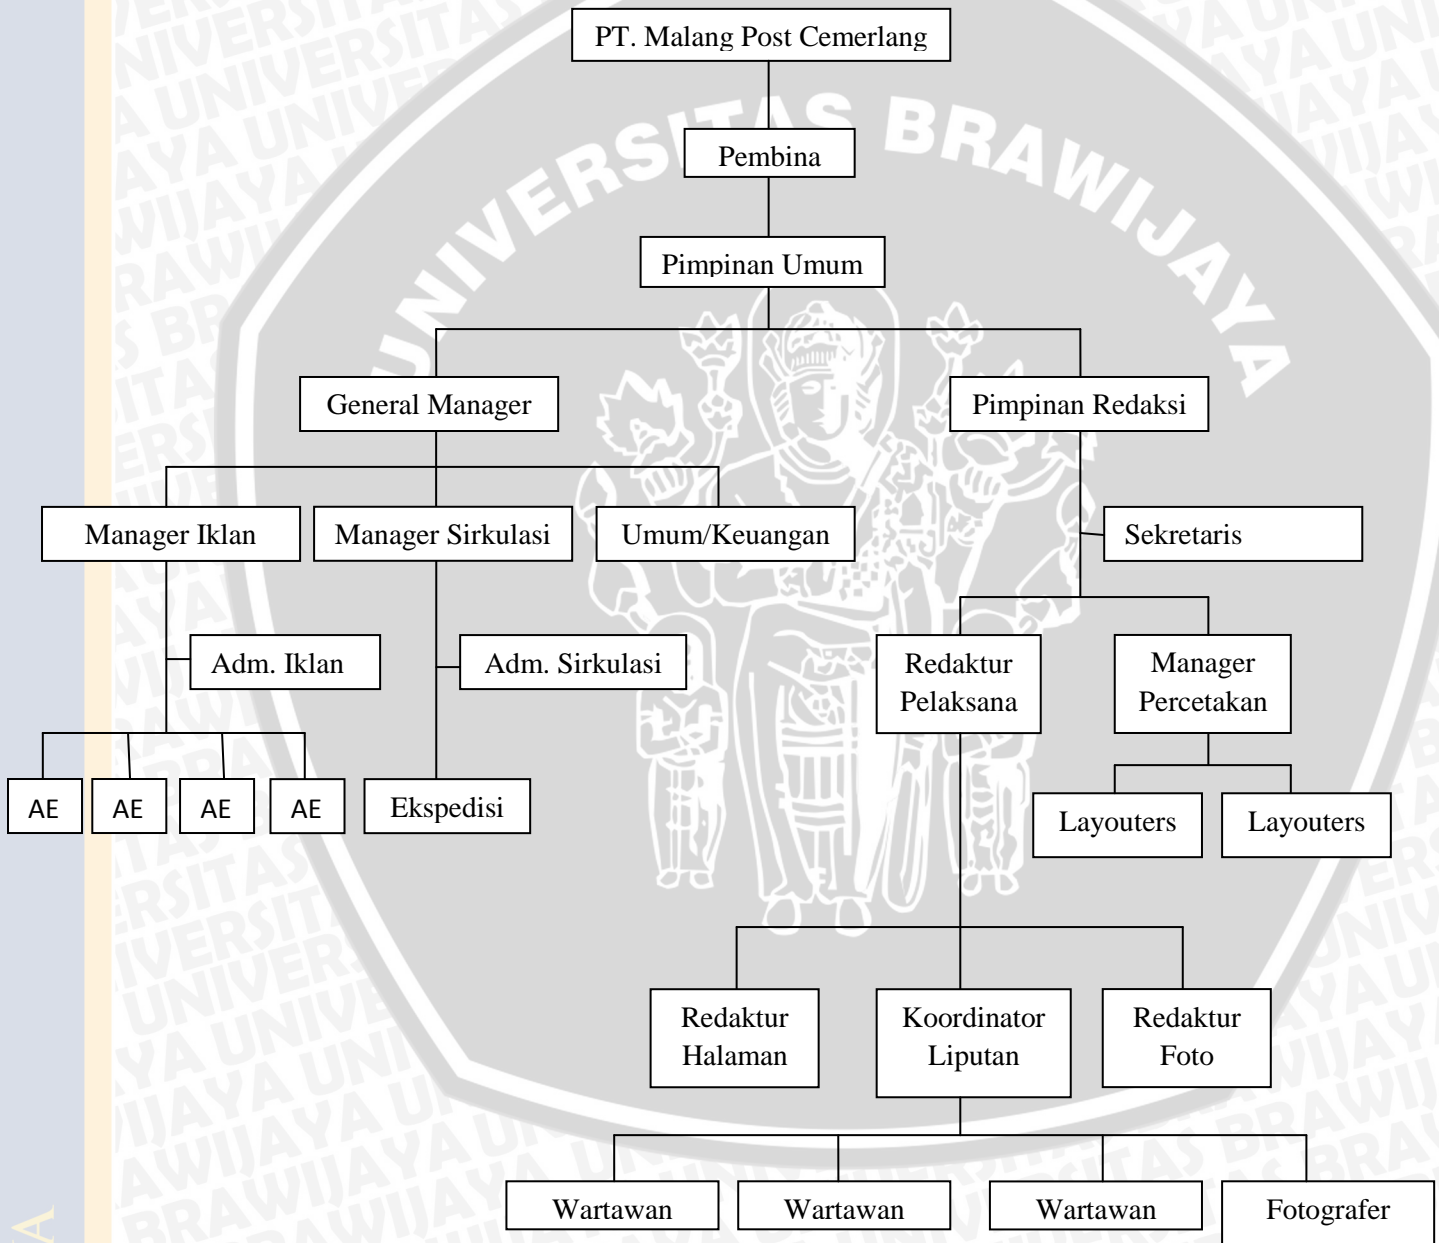 PT. Malang Post Cemerlang
UNIVERSITAS BRAWIJAYA
Pembina
Pimpinan Umum
General Manager
Pimpinan Redaksi
Manager Iklan
Manager Sirkulasi
Umum/Keuangan
Sekretaris
Adm. Iklan
Adm. Sirkulasi
Redaktur
Pelaksana
Manager
Percetakan
AE
AE
AE
AE
Ekspedisi
Layouters
Layouters
Redaktur
Halaman
Koordinator
Liputan
Redaktur
Foto
Wartawan
Wartawan
Wartawan
Fotografer